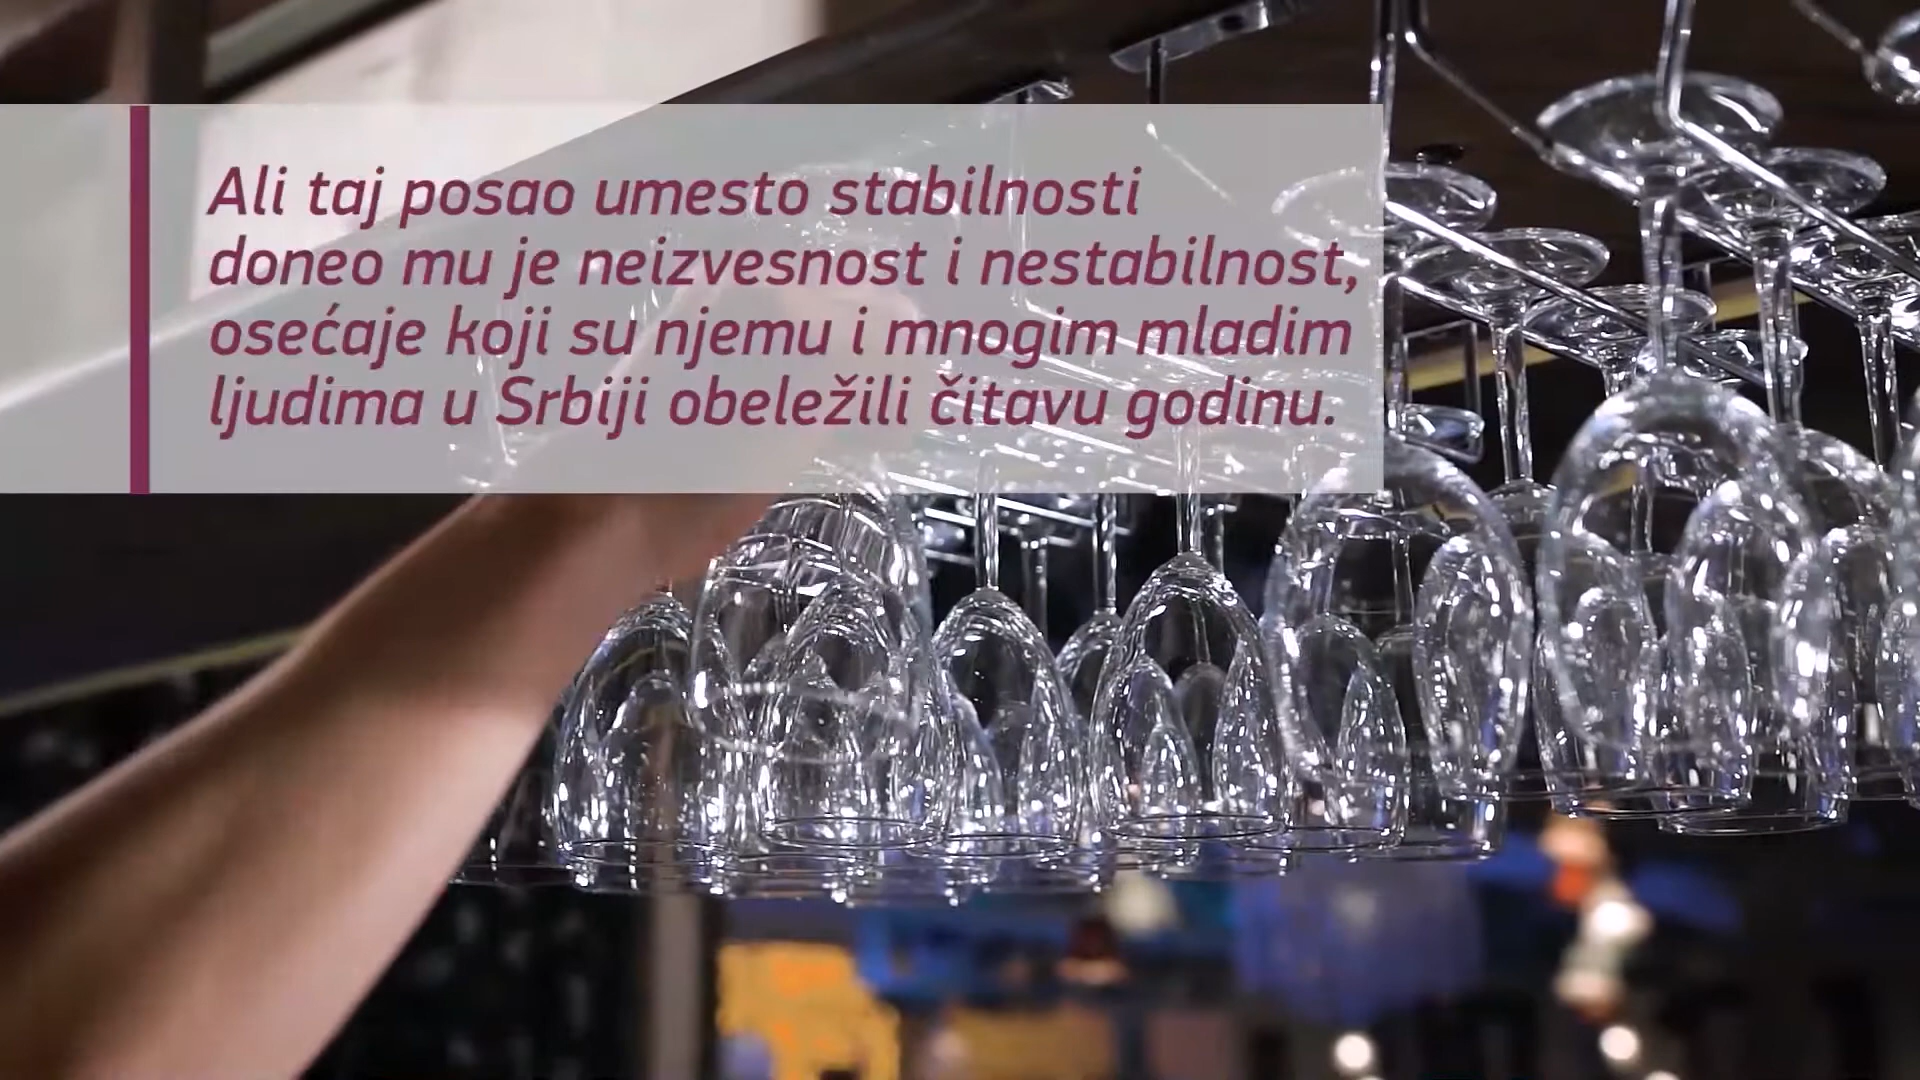 Ali taj posao umesto stabilnosti
doneo mu je neizvesnost i nestabilnost,
osećaje koji su njemu i mnogim mladim
ljudima u Srbiji obeležili čitavu godinu.